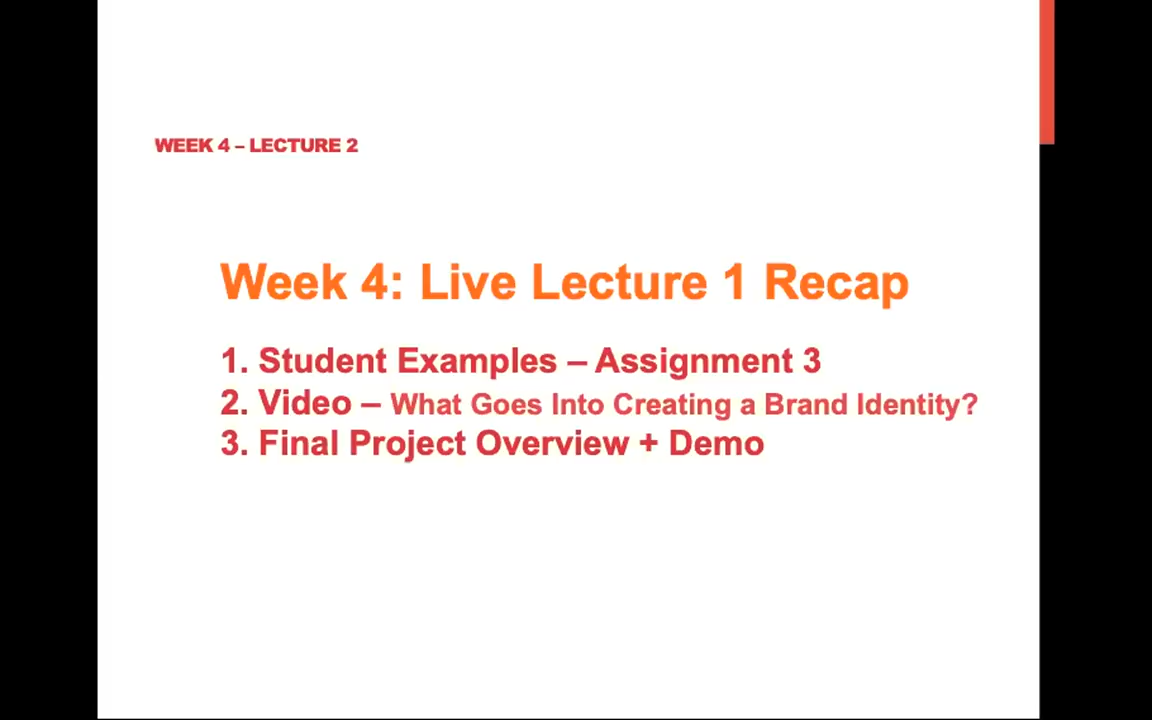 WEEK 4 – LECTURE 2
Week 4: Live Lecture 1 Recap
1. Student Examples – Assignment 3
2. Video – What Goes Into Creating a Brand Identity?
3. Final Project Overview + Demo